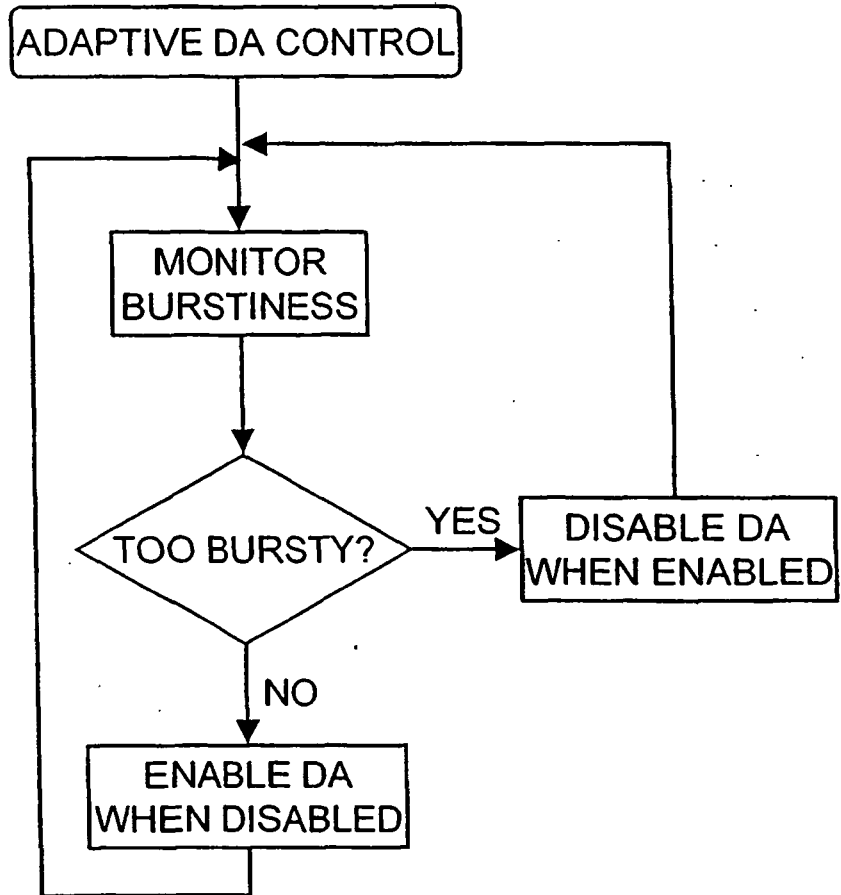 ADAPTIVE DA CONTROL
MONITOR
BURSTINESS
TOO BURSTY?
YES
DISABLE DA
WHEN ENABLED
NO
ENABLE DA
WHEN DISABLED